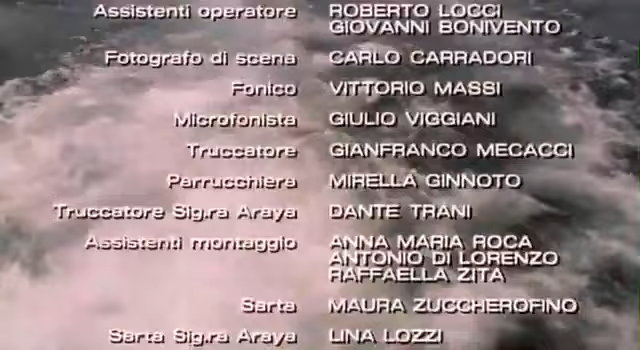 Assistenti operatore ROBERTO LOCCI
GIOVANNI BONIVENTO
Fotografo di scena CARLO CARRADORI
Fonico VITTORIO MASSI
Microfonista GIULIO VIGGIANI
Truccatore GIANFRANCO MECACCI
Parrucchiera MIRELLA GINNOTO
Truccatore Sig.ra Araya DANTE TRANI
Assistenti montaggio ANNA MARIA ROCA
ANTONIO DI LORENZO
RAFFAELLA ZITA
Sarta MAURA ZUCCHEROFINO
Sarta Sig.ra Araya LINA LOZZI